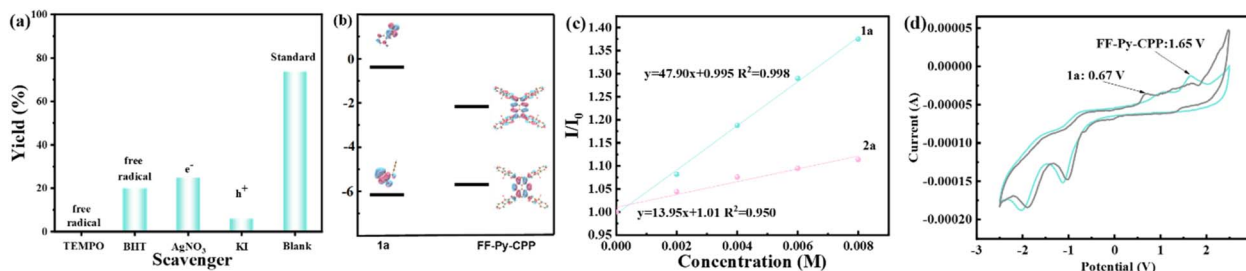 (a)
100
80
60
40
20
0
Yield (%)
free
radical
free
radical
e⁻
h⁺
Standard
TEMPO BHT AgNO₃ KI Blank
Scavenger
(b)
0
-2
-4
-6
1a FF-Py-CPP
(c)
1.40
1.35
1.30
1.25
1.20
1.15
1.10
1.05
1.00
0.95
0.90
I/I₀
1a
y=47.90x+0.995 R²=0.998
2a
y=13.95x+1.01 R²=0.950
0.000 0.002 0.004 0.006 0.008
Concentration (M)
(d)
0.00005
0.00000
-0.00005
-0.00010
-0.00015
-0.00020
Current (A)
FF-Py-CPP:1.65 V
1a: 0.67 V
-3 -2 -1 0 1 2 3
Potential (V)